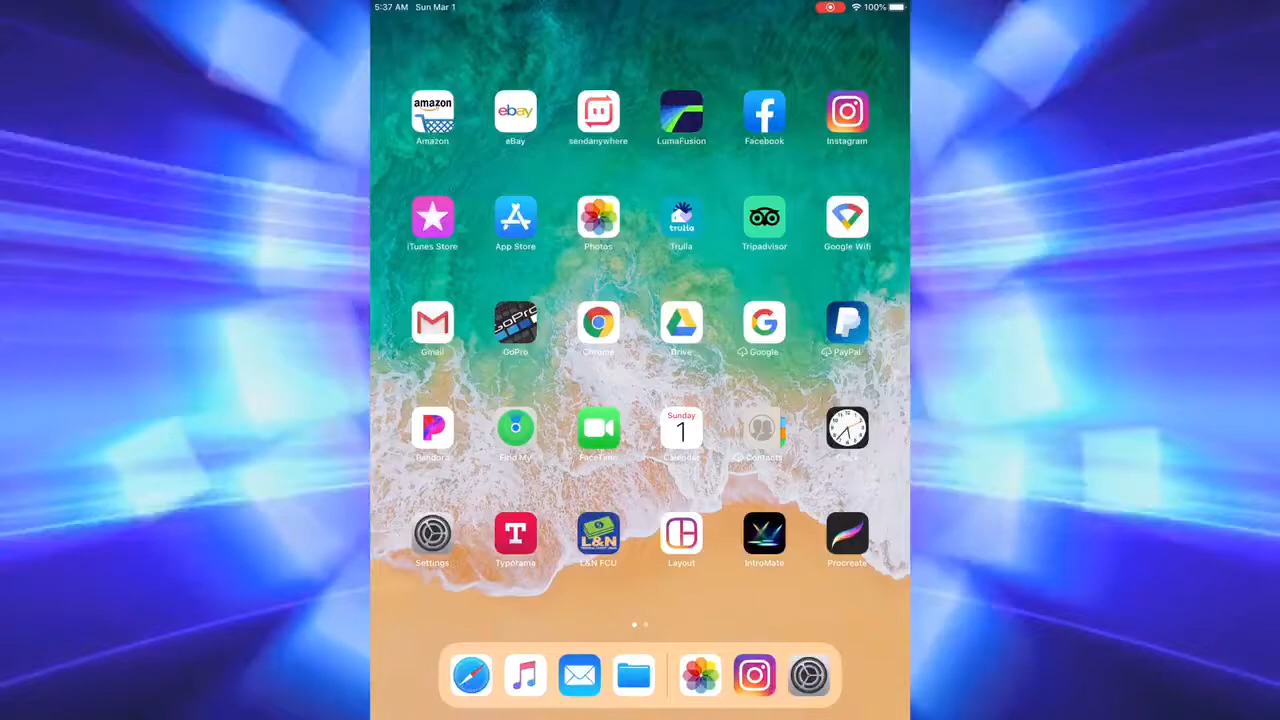 5:37 AM Sun Mar 1 100%
amazon ebay
Amazon eBay sendanywhere LumaFusion Facebook Instagram
trulia
iTunes Store App Store Photos Trulia Tripadvisor Google Wifi
GoPro
Gmail GoPro Chrome Drive Google PayPal
Sunday
1
Pandora Find My FaceTime Calendar Contacts Clock
L&N
Settings Typorama L&N FCU Layout IntroMate Procreate